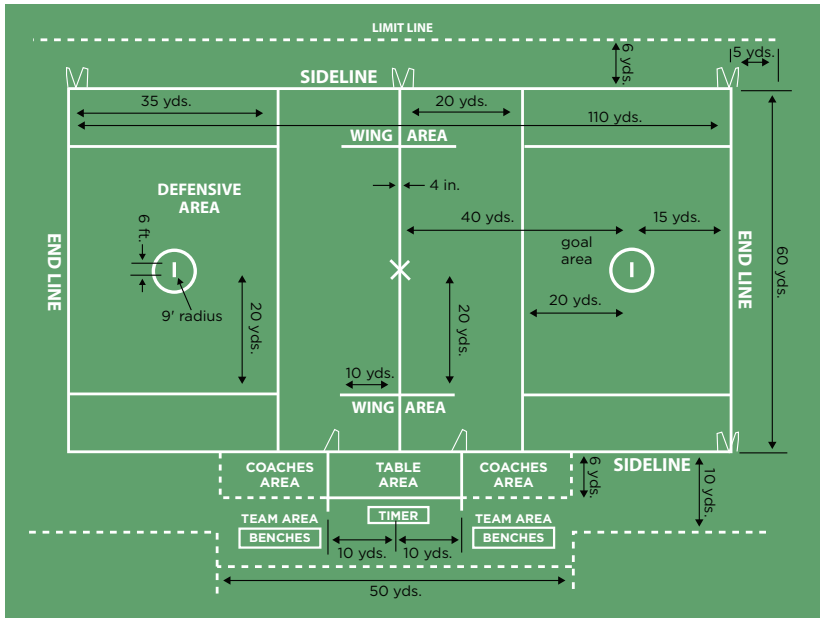 LIMIT LINE
6 yds.
5 yds.
SIDELINE
35 yds.
20 yds.
110 yds.
WING AREA
DEFENSIVE
AREA
4 in.
40 yds.
15 yds.
6 ft.
goal
area
END LINE
END LINE
60 yds.
9' radius
20 yds.
20 yds.
20 yds.
10 yds.
WING AREA
COACHES
AREA
TABLE
AREA
COACHES
AREA
6 yds.
SIDELINE
10 yds.
TEAM AREA
BENCHES
TIMER
TEAM AREA
BENCHES
10 yds.
10 yds.
50 yds.